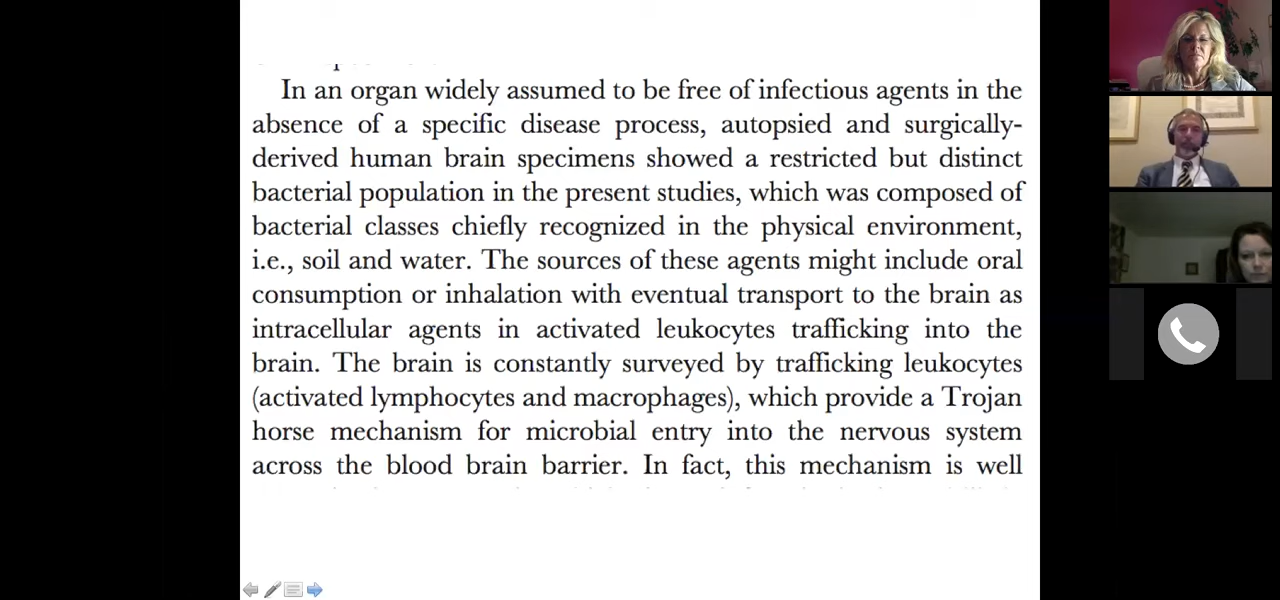 In an organ widely assumed to be free of infectious agents in the
absence of a specific disease process, autopsied and surgically-
derived human brain specimens showed a restricted but distinct
bacterial population in the present studies, which was composed of
bacterial classes chiefly recognized in the physical environment,
i.e., soil and water. The sources of these agents might include oral
consumption or inhalation with eventual transport to the brain as
intracellular agents in activated leukocytes trafficking into the
brain. The brain is constantly surveyed by trafficking leukocytes
(activated lymphocytes and macrophages), which provide a Trojan
horse mechanism for microbial entry into the nervous system
across the blood brain barrier. In fact, this mechanism is well